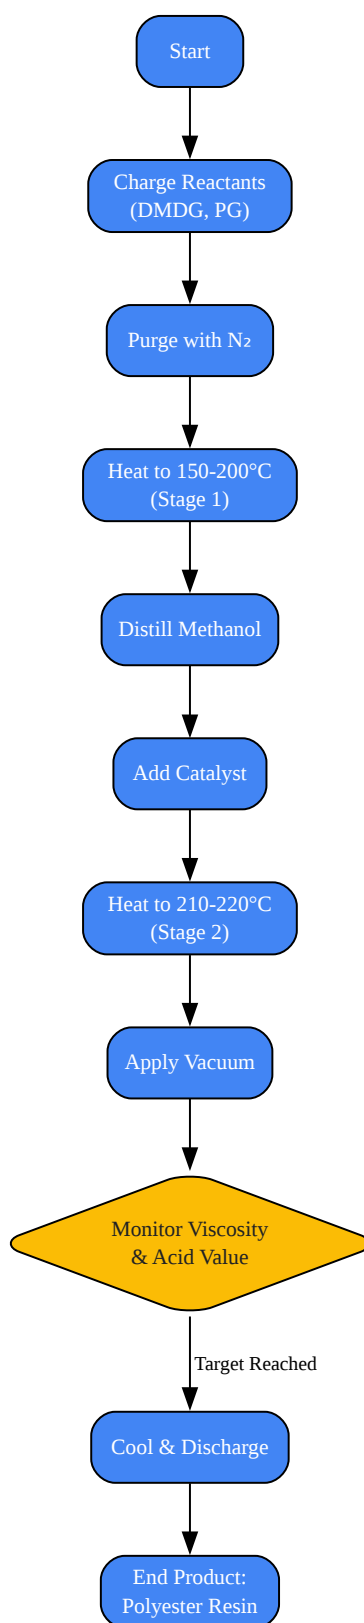 Start
Charge Reactants
(DMDG, PG)
Purge with N₂
Heat to 150-200°C
(Stage 1)
Distill Methanol
Add Catalyst
Heat to 210-220°C
(Stage 2)
Apply Vacuum
Monitor Viscosity
& Acid Value
Target Reached
Cool & Discharge
End Product:
Polyester Resin